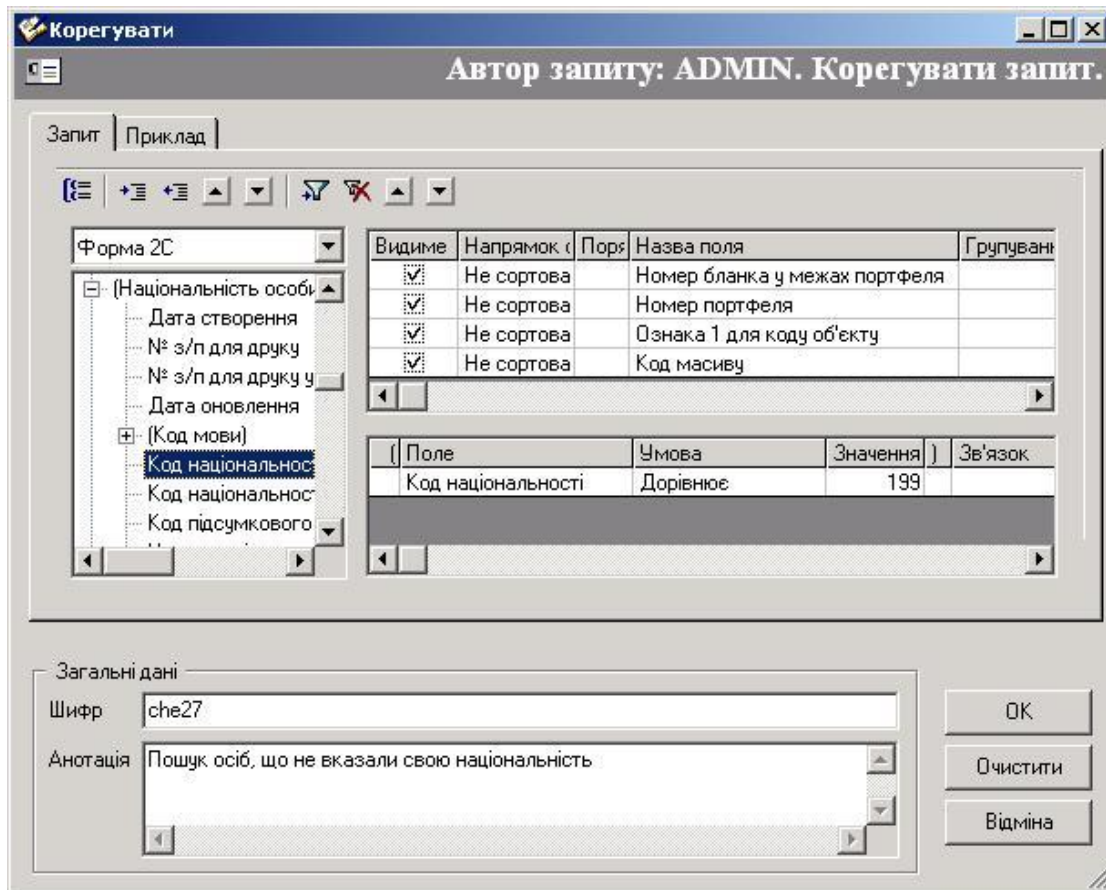 Корегувати
Автор запиту: ADMIN. Корегувати запит.
Запит Приклад
Форма 2С
(Національність особи
Дата створення
№ з/п для друку
№ з/п для друку у
Дата оновлення
(Код мови)
Код національнос
Код національнос
Код підсумкового
Видиме Напрямок с Поря Назва поля Групуванн
Не сортова Номер бланка у межах портфеля
Не сортова Номер портфеля
Не сортова Ознака 1 для коду об'єкту
Не сортова Код масиву
( Поле Умова Значення ) Зв'язок
Код національності Дорівнює 199
Загальні дані
Шифр che27
Анотація Пошук осіб, що не вказали свою національність
OK
Очистити
Відміна